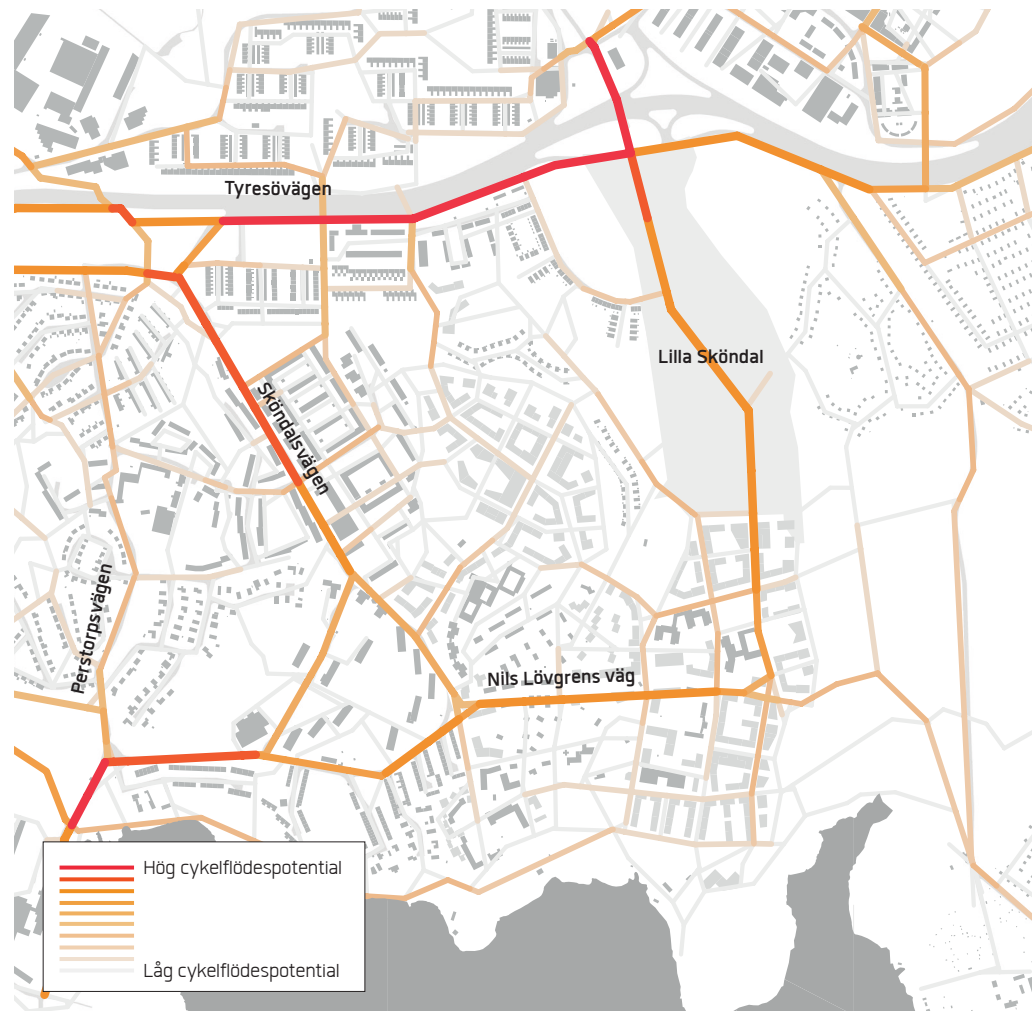 Tyresövägen
Lilla Sköndal
Sköndalsvägen
Perstorpsvägen
Nils Lövgrens väg
Hög cykelflödespotential
Låg cykelflödespotential